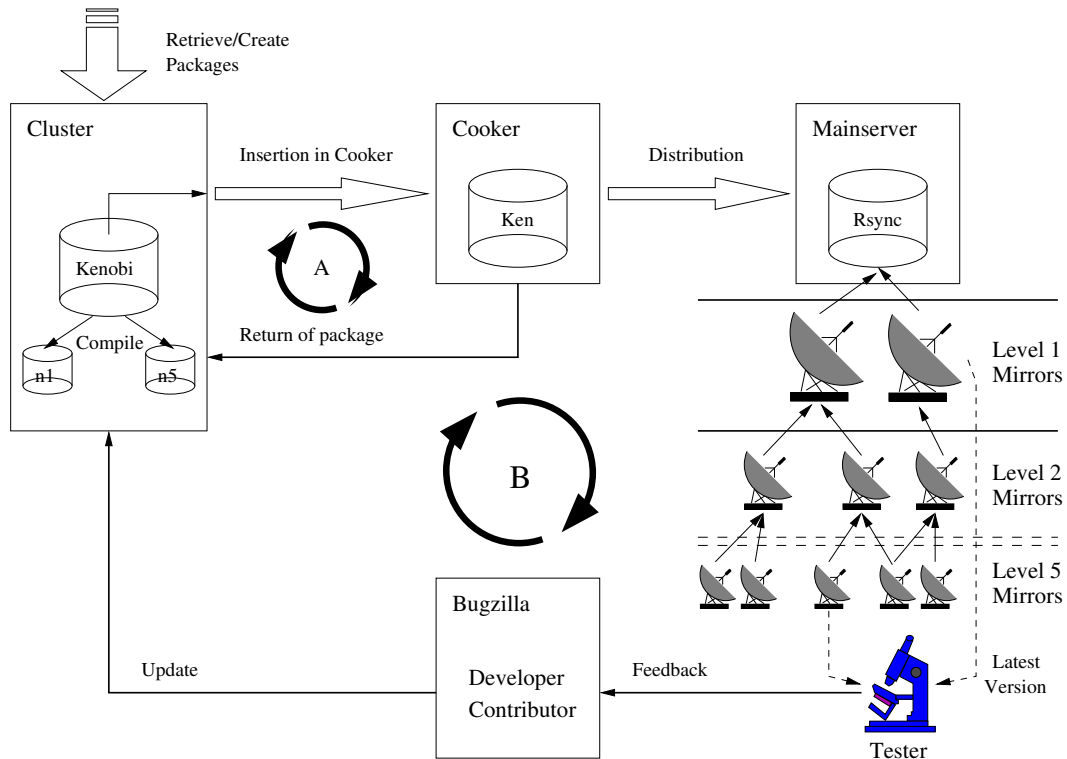 Retrieve/Create
Packages
Cluster
Cooker
Mainserver
Insertion in Cooker
Distribution
Ken
Rsync
Kenobi
A
Compile
Return of package
n1
n5
Level 1
Mirrors
B
Level 2
Mirrors
Level 5
Mirrors
Bugzilla
Developer
Contributor
Update
Feedback
Latest
Version
Tester